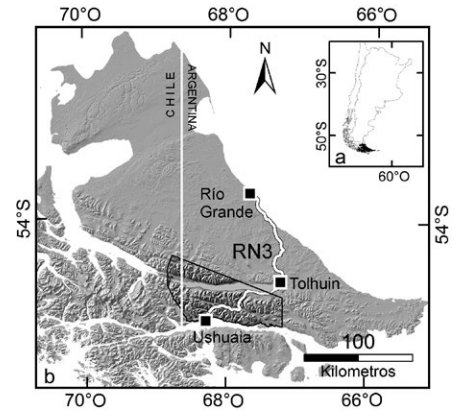 70°O
68°O
66°O
N
CHILE
ARGENTINA
30°S
50°S
60°O
a
54°S
54°S
Río
Grande
RN3
Tolhuin
Ushuaia
100
Kilometros
b
70°O
68°O
66°O